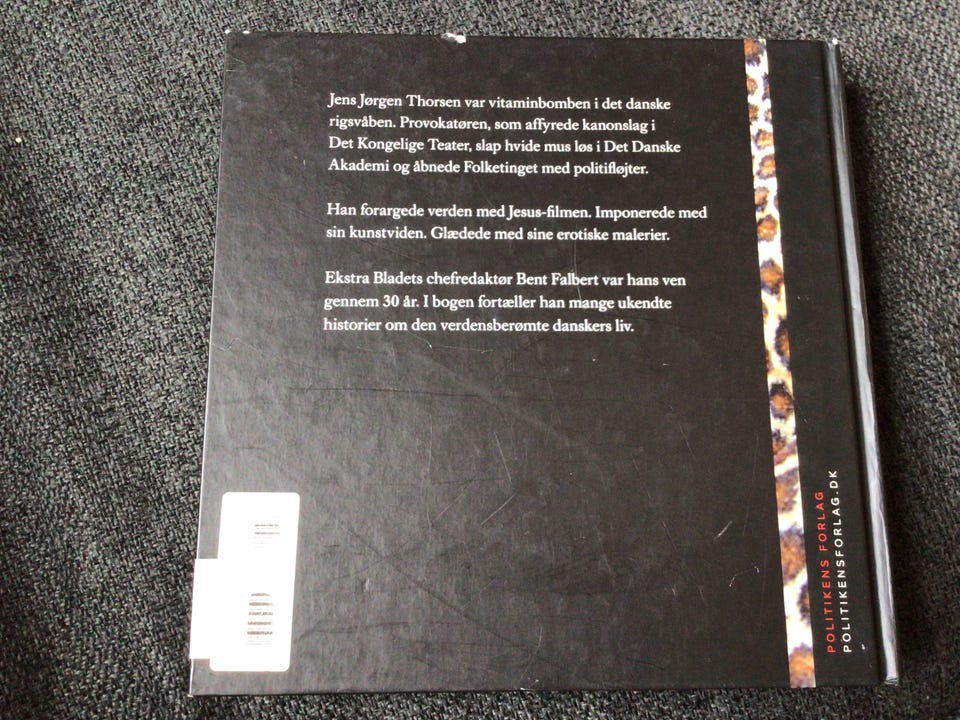 Jens Jørgen Thorsen var vitaminbomben i det danske
rigsvåben. Provokatøren, som affyrede kanonslag i
Det Kongelige Teater, slap hvide mus løs i Det Danske
Akademi og åbnede Folketinget med politifløjter.
Han forargede verden med Jesus-filmen. Imponerede med
sin kunstviden. Glædede med sine erotiske malerier.
Ekstra Bladets chefredaktør Bent Falbert var hans ven
gennem 30 år. I bogen fortæller han mange ukendte
historier om den verdensberømte danskers liv.
POLITIKENS FORLAG
POLITIKENSFORLAG.DK